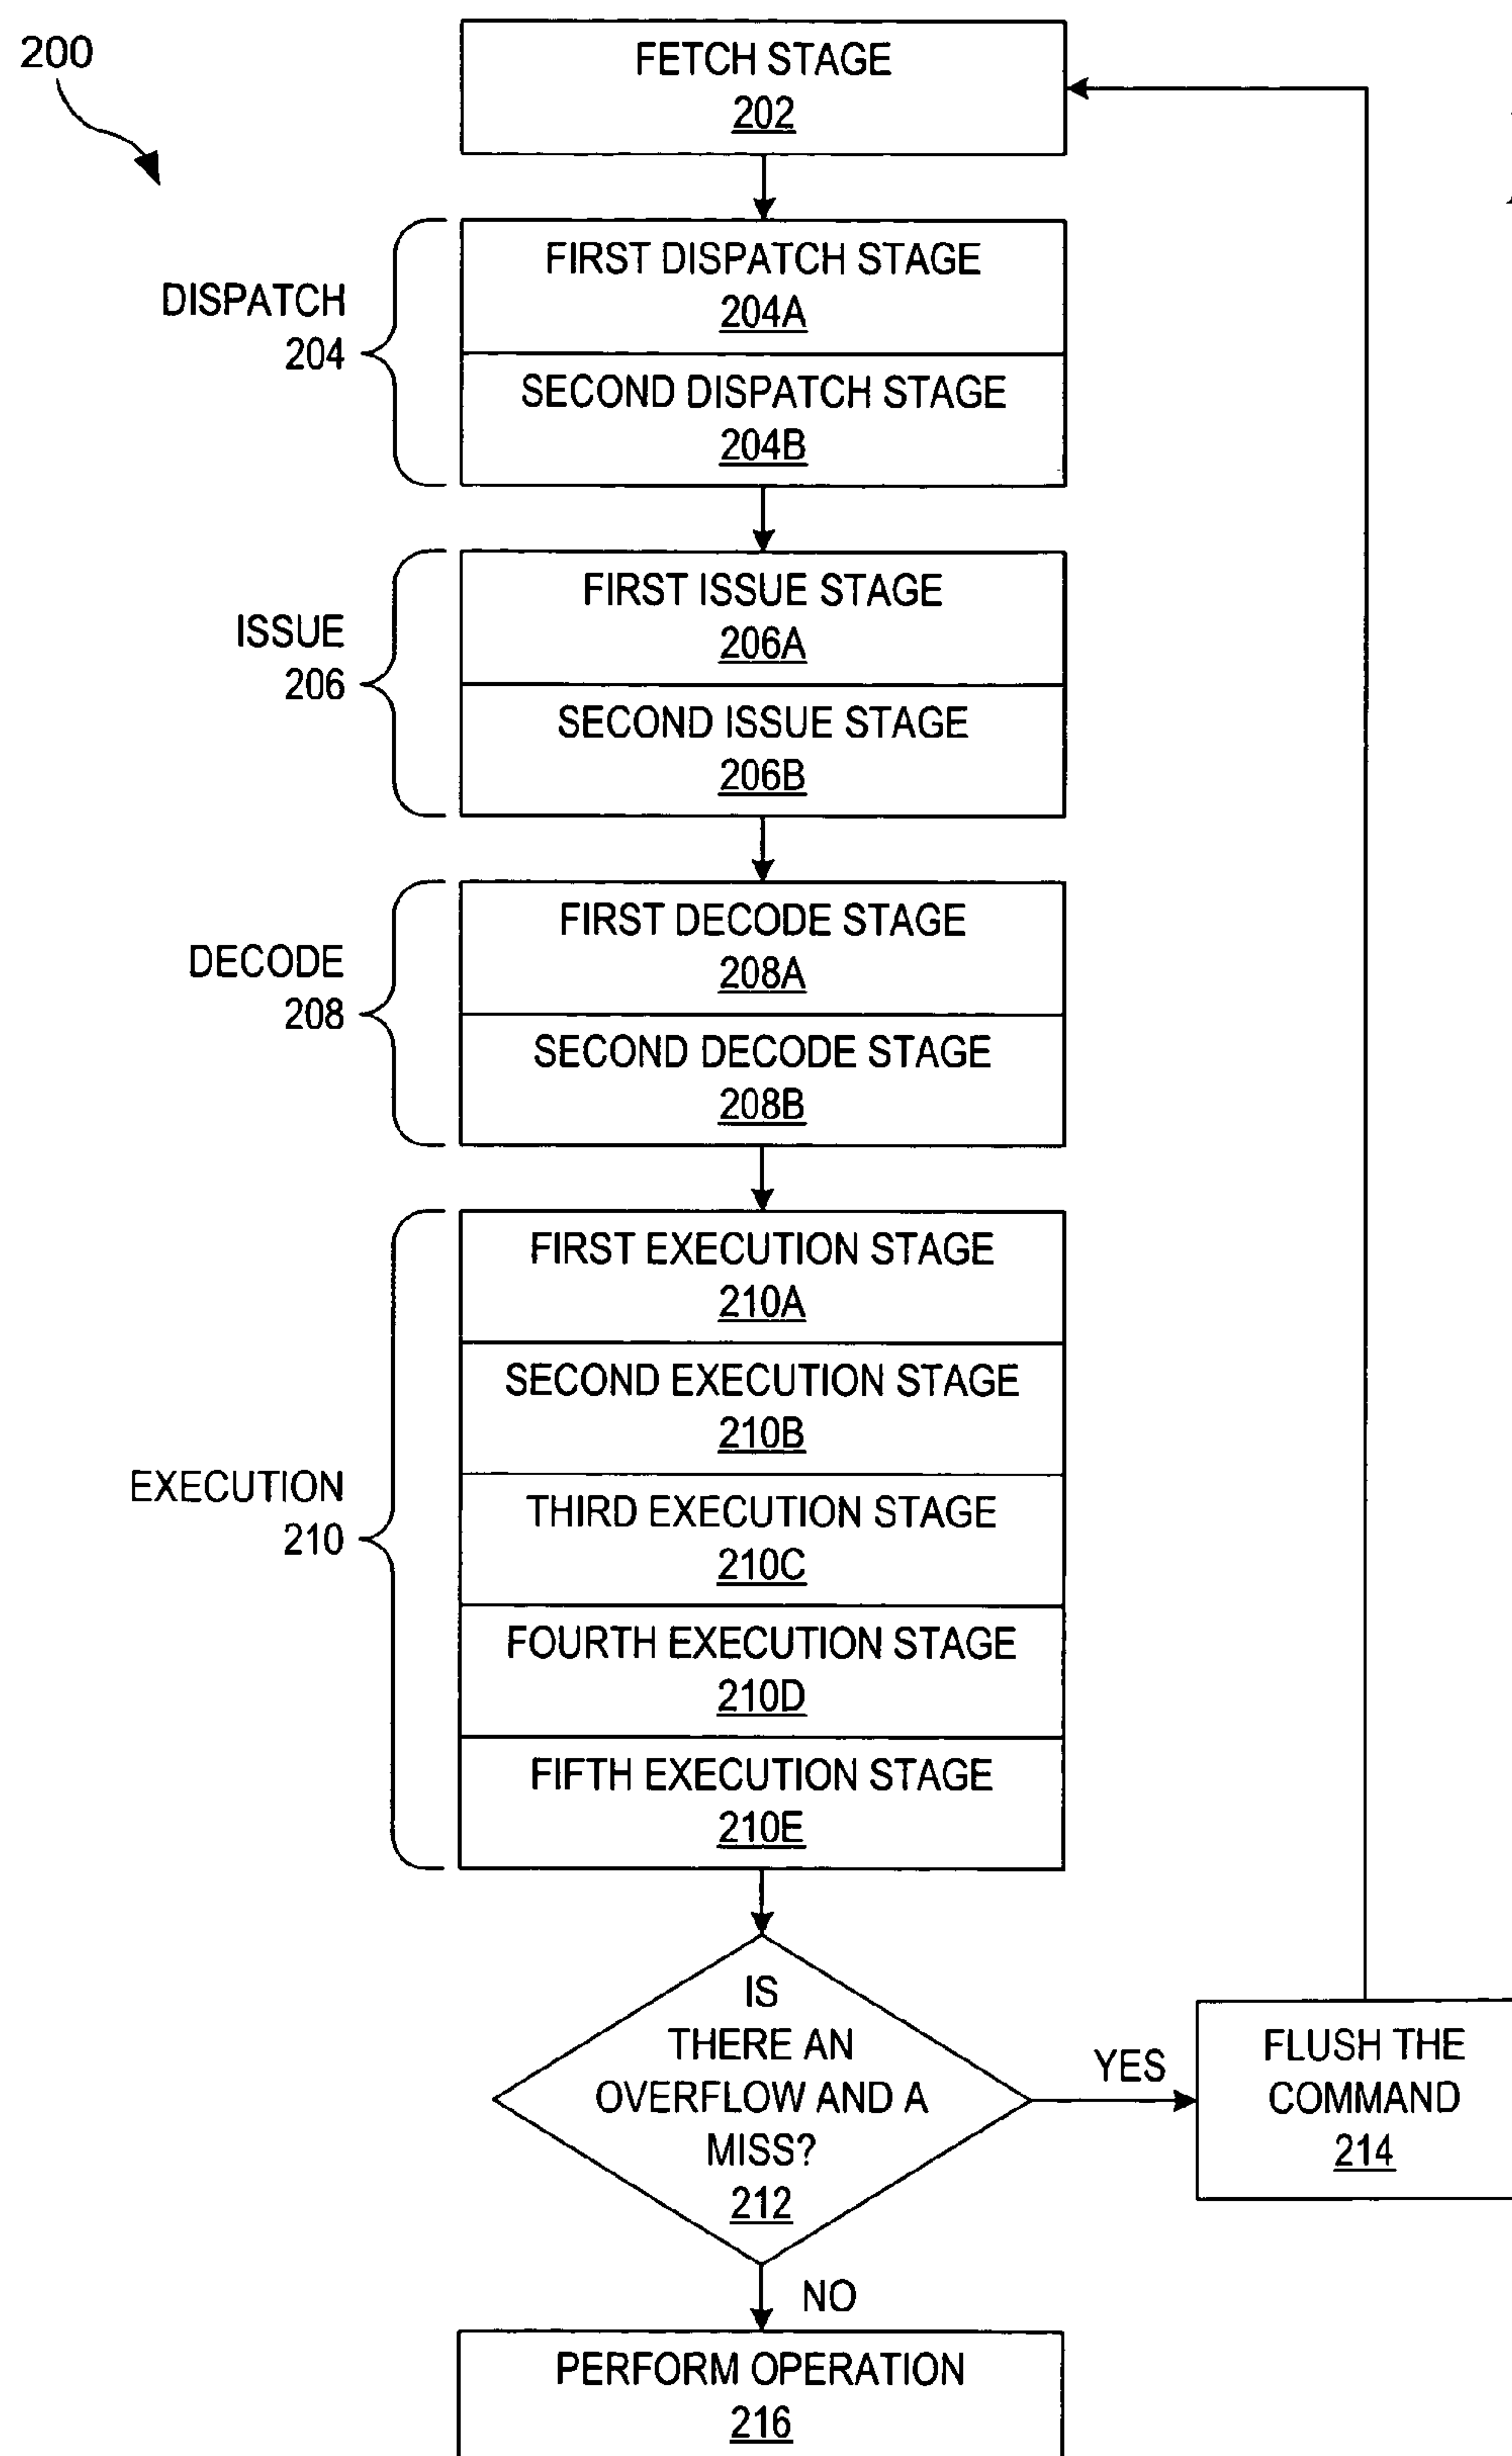 200
FETCH STAGE
202
DISPATCH
204
FIRST DISPATCH STAGE
204A
SECOND DISPATCH STAGE
204B
ISSUE
206
FIRST ISSUE STAGE
206A
SECOND ISSUE STAGE
206B
DECODE
208
FIRST DECODE STAGE
208A
SECOND DECODE STAGE
208B
EXECUTION
210
FIRST EXECUTION STAGE
210A
SECOND EXECUTION STAGE
210B
THIRD EXECUTION STAGE
210C
FOURTH EXECUTION STAGE
210D
FIFTH EXECUTION STAGE
210E
IS
THERE AN
OVERFLOW AND A
MISS?
212
YES
FLUSH THE
COMMAND
214
NO
PERFORM OPERATION
216